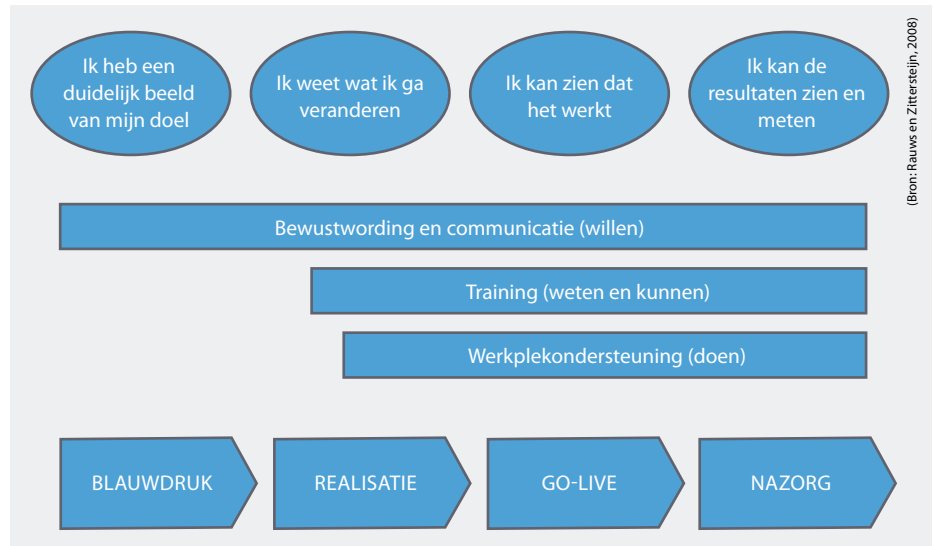 Ik heb een
duidelijk beeld
van mijn doel
Ik weet wat ik ga
veranderen
Ik kan zien dat
het werkt
Ik kan de
resultaten zien en
meten
(Bron: Rauws en Zittersteijn, 2008)
Bewustwording en communicatie (willen)
Training (weten en kunnen)
Werkplekondersteuning (doen)
BLAUWDRUK
REALISATIE
GO-LIVE
NAZORG